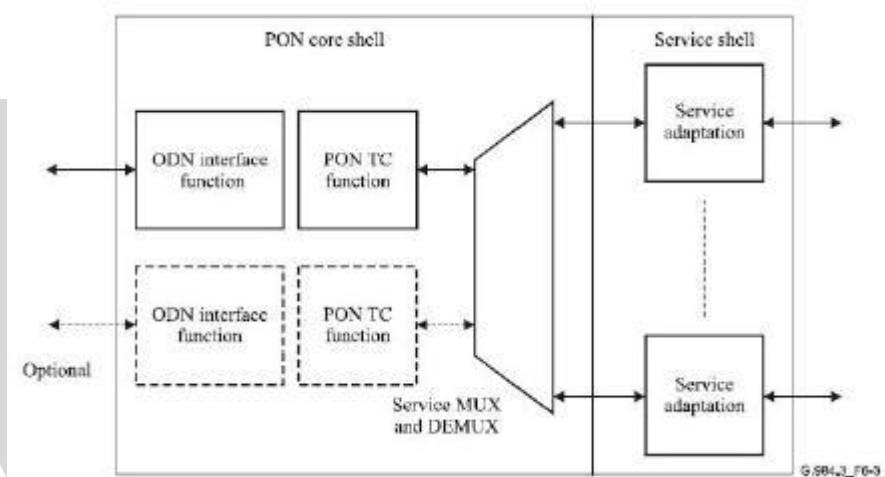 PON core shell
Service shell
ODN interface
function
PON TC
function
Service
adaptation
ODN interface
function
PON TC
function
Optional
Service MUX
and DEMUX
Service
adaptation
G.984.3_F6-3